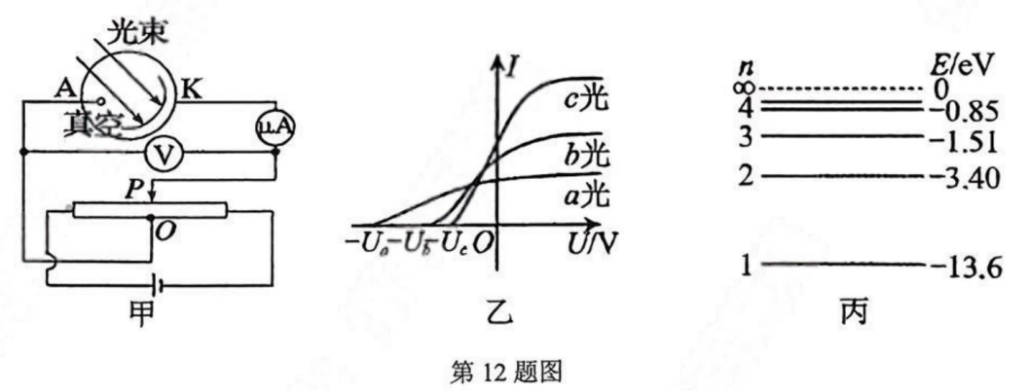 光束
A
K
真空
μA
V
P
O
甲
I
c光
b光
a光
-Uₐ
-U_b
-U_c
O
U/V
乙
n
E/eV
∞
0
4
-0.85
3
-1.51
2
-3.40
1
-13.6
丙
第12题图